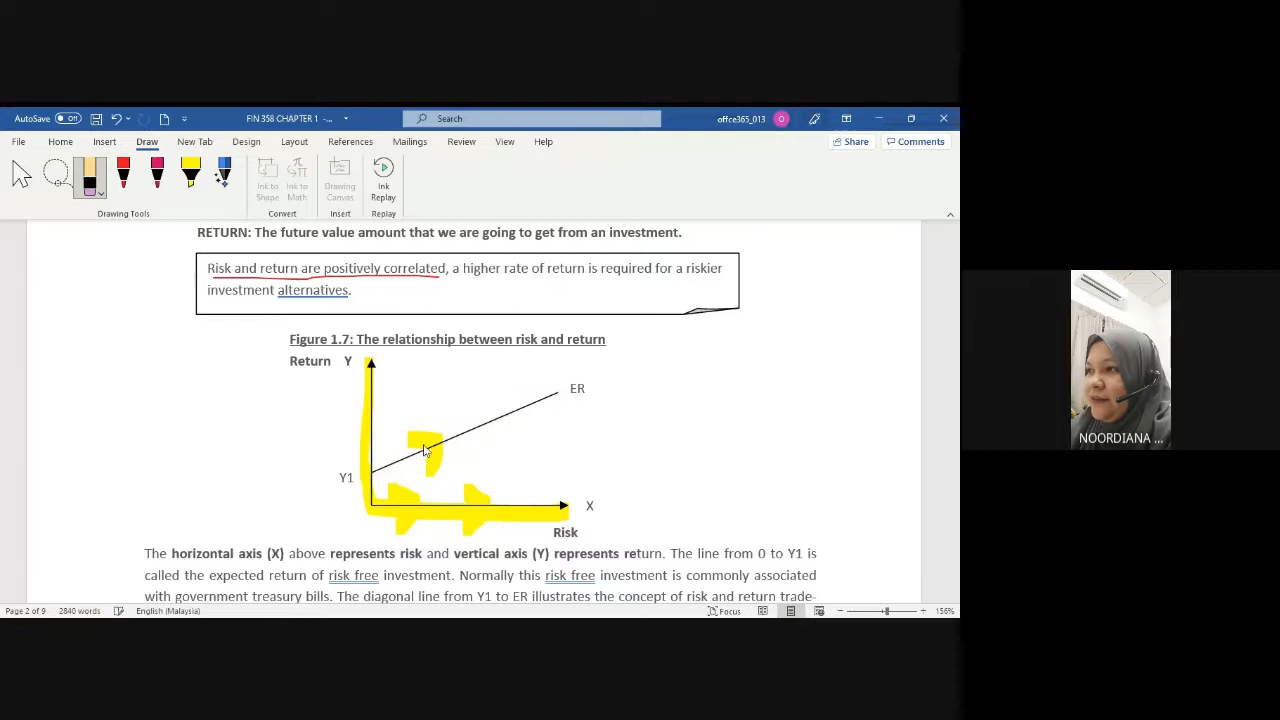 AutoSave Off FIN 358 CHAPTER 1 -... Search offce365_013
File Home Insert Draw New Tab Design Layout References Mailings Review View Help Share Comments
Ink to Shape Ink to Math Drawing Canvas Ink Replay
Drawing Tools Convert Insert Replay
RETURN: The future value amount that we are going to get from an investment.
Risk and return are positively correlated, a higher rate of return is required for a riskier
investment alternatives.
Figure 1.7: The relationship between risk and return
Return Y
ER
Y1
X
Risk
NOORDIANA ...
The horizontal axis (X) above represents risk and vertical axis (Y) represents return. The line from 0 to Y1 is
called the expected return of risk free investment. Normally this risk free investment is commonly associated
with government treasury bills. The diagonal line from Y1 to ER illustrates the concept of risk and return trade-
Page 2 of 9 2840 words English (Malaysia) Focus 156%